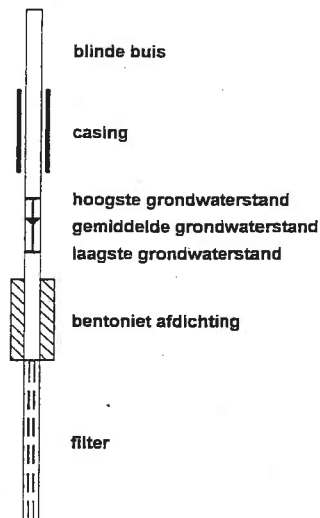 blinde buis
casing
hoogste grondwaterstand
gemiddelde grondwaterstand
laagste grondwaterstand
bentoniet afdichting
filter